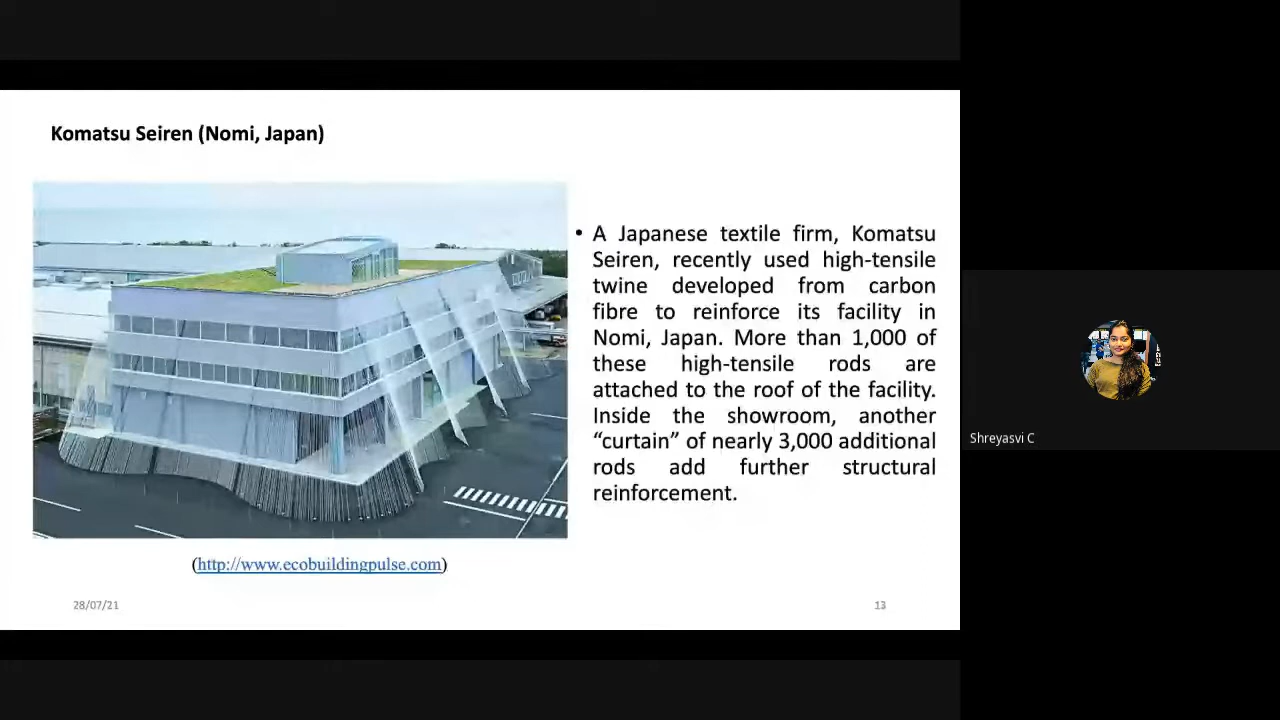 Komatsu Seiren (Nomi, Japan)
• A Japanese textile firm, Komatsu
Seiren, recently used high-tensile
twine developed from carbon
fibre to reinforce its facility in
Nomi, Japan. More than 1,000 of
these high-tensile rods are
attached to the roof of the facility.
Inside the showroom, another
“curtain” of nearly 3,000 additional
rods add further structural
reinforcement.
(http://www.ecobuildingpulse.com)
28/07/21
13
Shreyasvi C